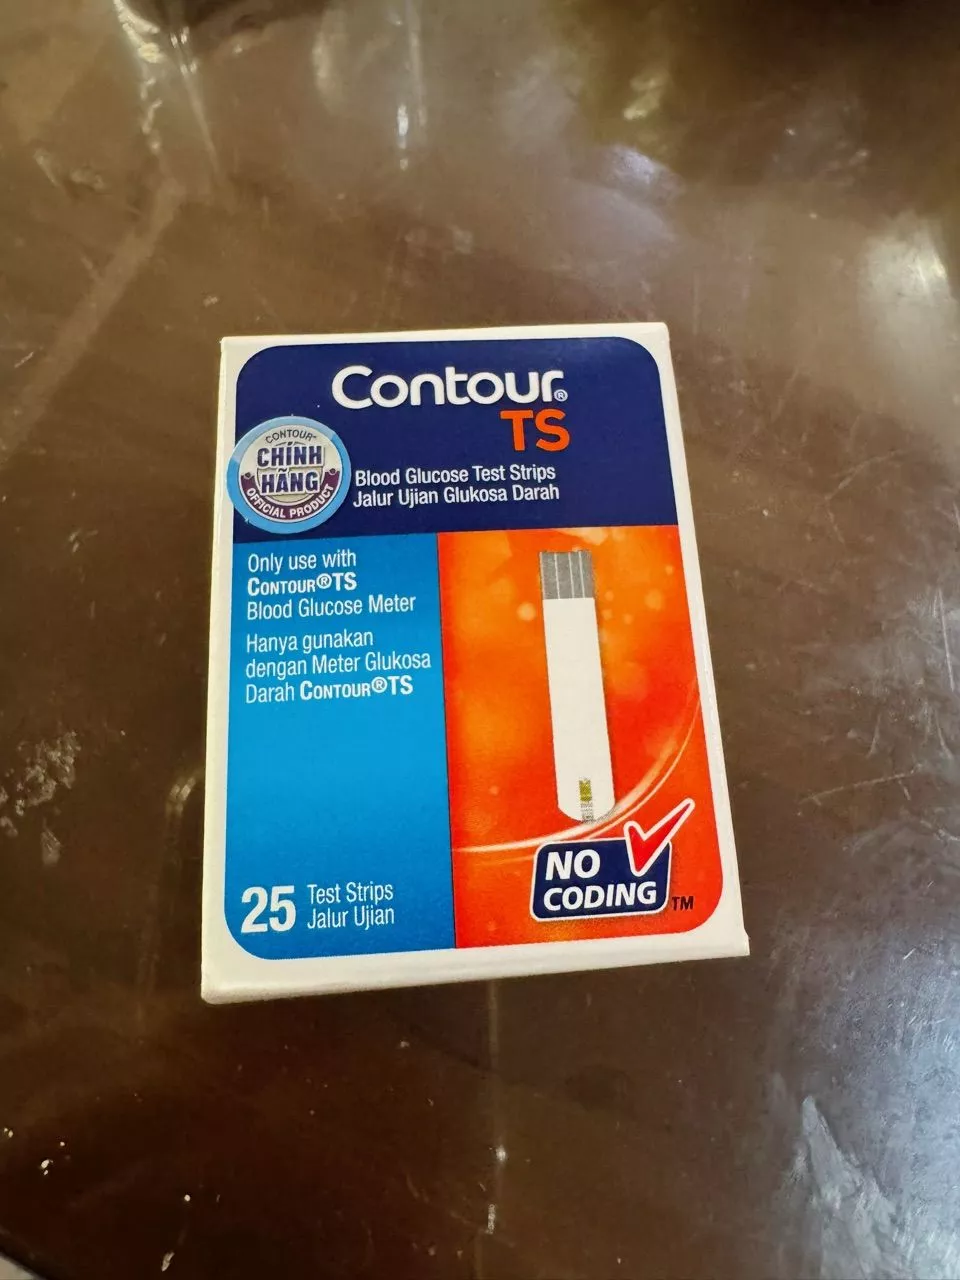 Contour®
TS
CONTOUR™
CHÍNH
HÃNG
OFFICIAL PRODUCT
Blood Glucose Test Strips
Jalur Ujian Glukosa Darah
Only use with
CONTOUR®TS
Blood Glucose Meter
Hanya gunakan
dengan Meter Glukosa
Darah CONTOUR®TS
25
Test Strips
Jalur Ujian
NO
CODING
TM